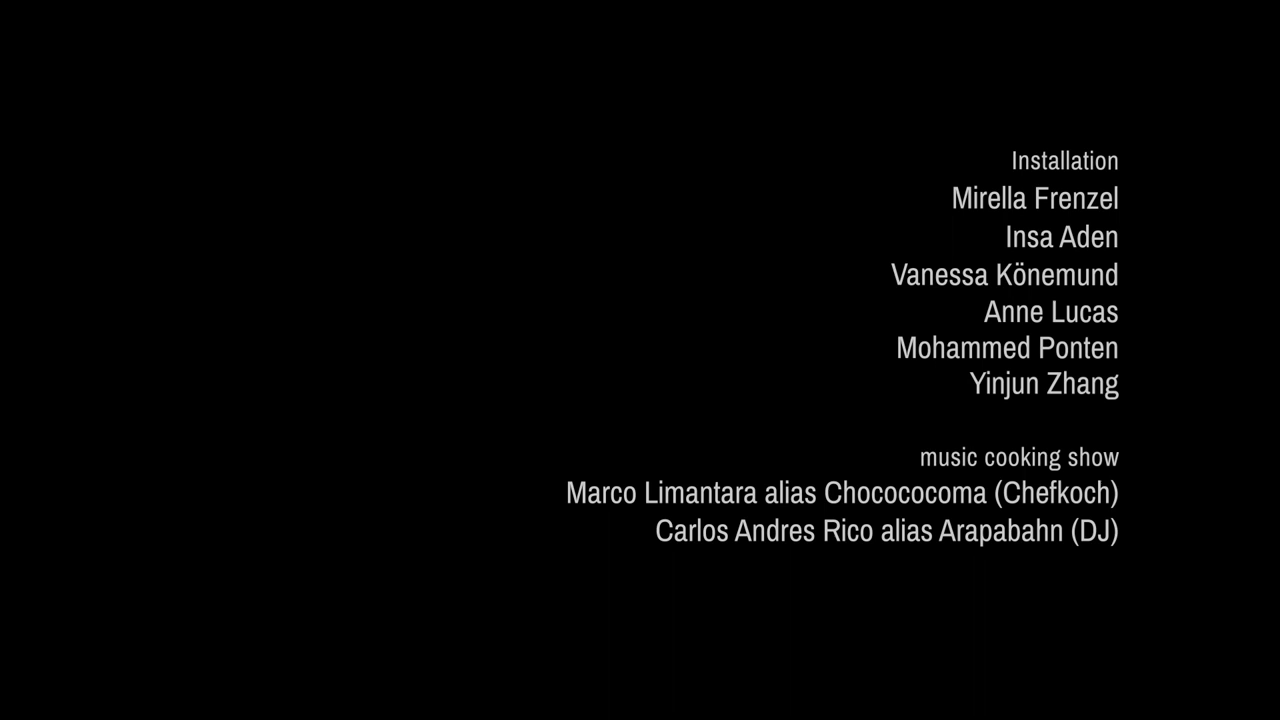 Installation
Mirella Frenzel
Insa Aden
Vanessa Könemund
Anne Lucas
Mohammed Ponten
Yinjun Zhang
music cooking show
Marco Limantara alias Chocococoma (Chefkoch)
Carlos Andres Rico alias Arapabahn (DJ)